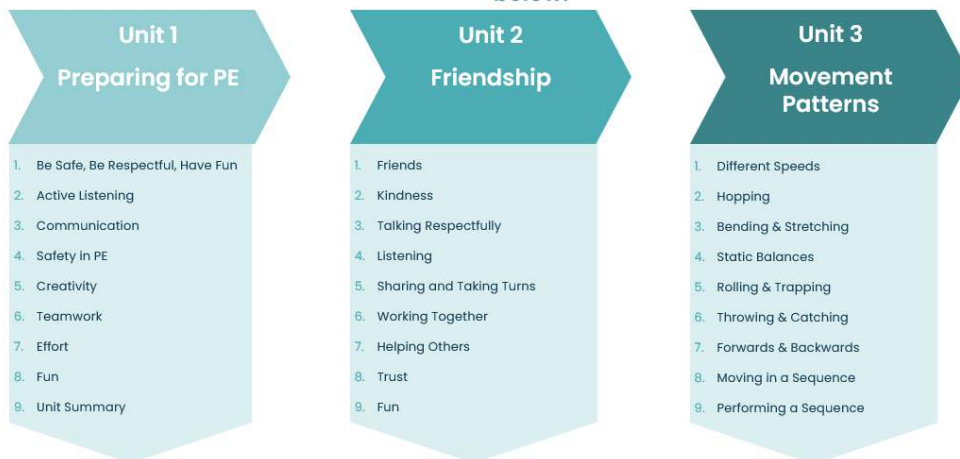 Unit 1
Preparing for PE
1. Be Safe, Be Respectful, Have Fun
2. Active Listening
3. Communication
4. Safety in PE
5. Creativity
6. Teamwork
7. Effort
8. Fun
9. Unit Summary
Unit 2
Friendship
1. Friends
2. Kindness
3. Talking Respectfully
4. Listening
5. Sharing and Taking Turns
6. Working Together
7. Helping Others
8. Trust
9. Fun
Unit 3
Movement
Patterns
1. Different Speeds
2. Hopping
3. Bending & Stretching
4. Static Balances
5. Rolling & Trapping
6. Throwing & Catching
7. Forwards & Backwards
8. Moving in a Sequence
9. Performing a Sequence